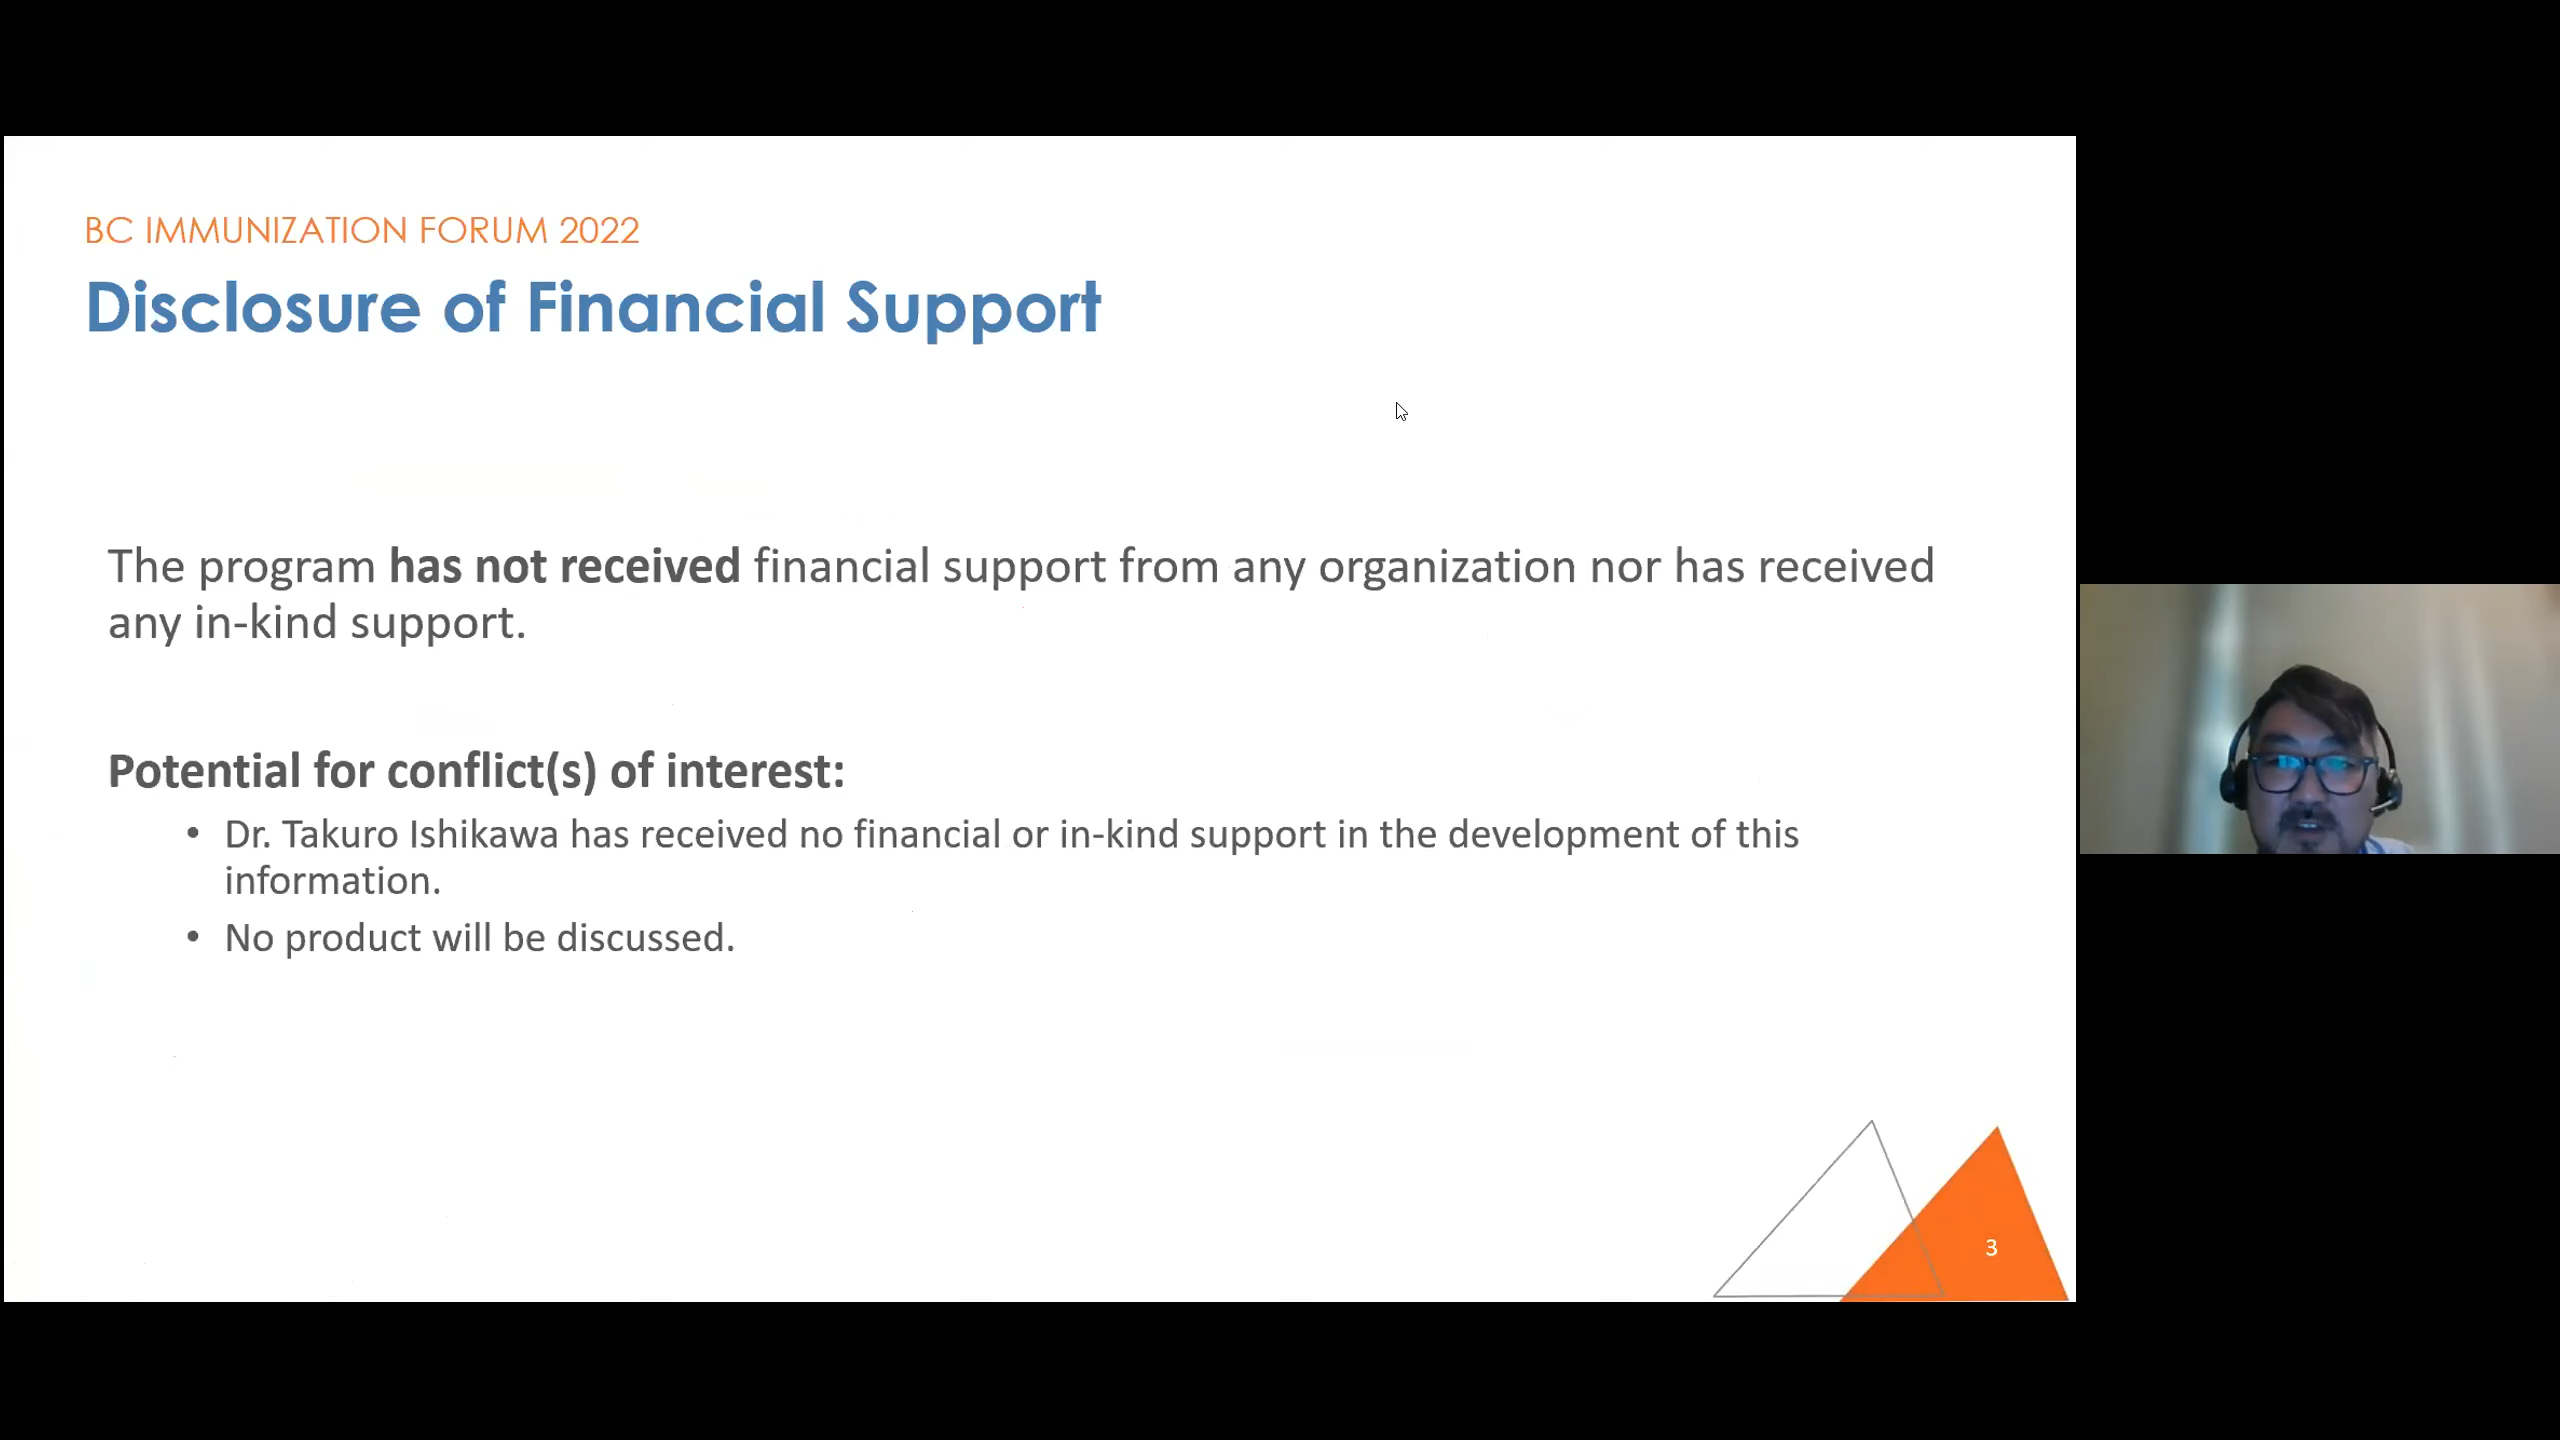 BC IMMUNIZATION FORUM 2022
Disclosure of Financial Support
The program has not received financial support from any organization nor has received
any in-kind support.
Potential for conflict(s) of interest:
• Dr. Takuro Ishikawa has received no financial or in-kind support in the development of this
information.
• No product will be discussed.
3